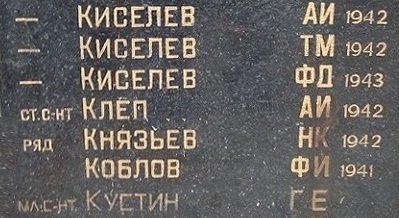 — КИСЕЛЕВ АИ 1942
— КИСЕЛЕВ ТМ 1942
— КИСЕЛЕВ ФД 1943
СТ.С-НТ КЛЕП АИ 1942
РЯД КНЯЗЬЕВ НК 1942
КОБЛОВ ФИ 1941
МЛ.С-НТ КУСТИН ГЕ